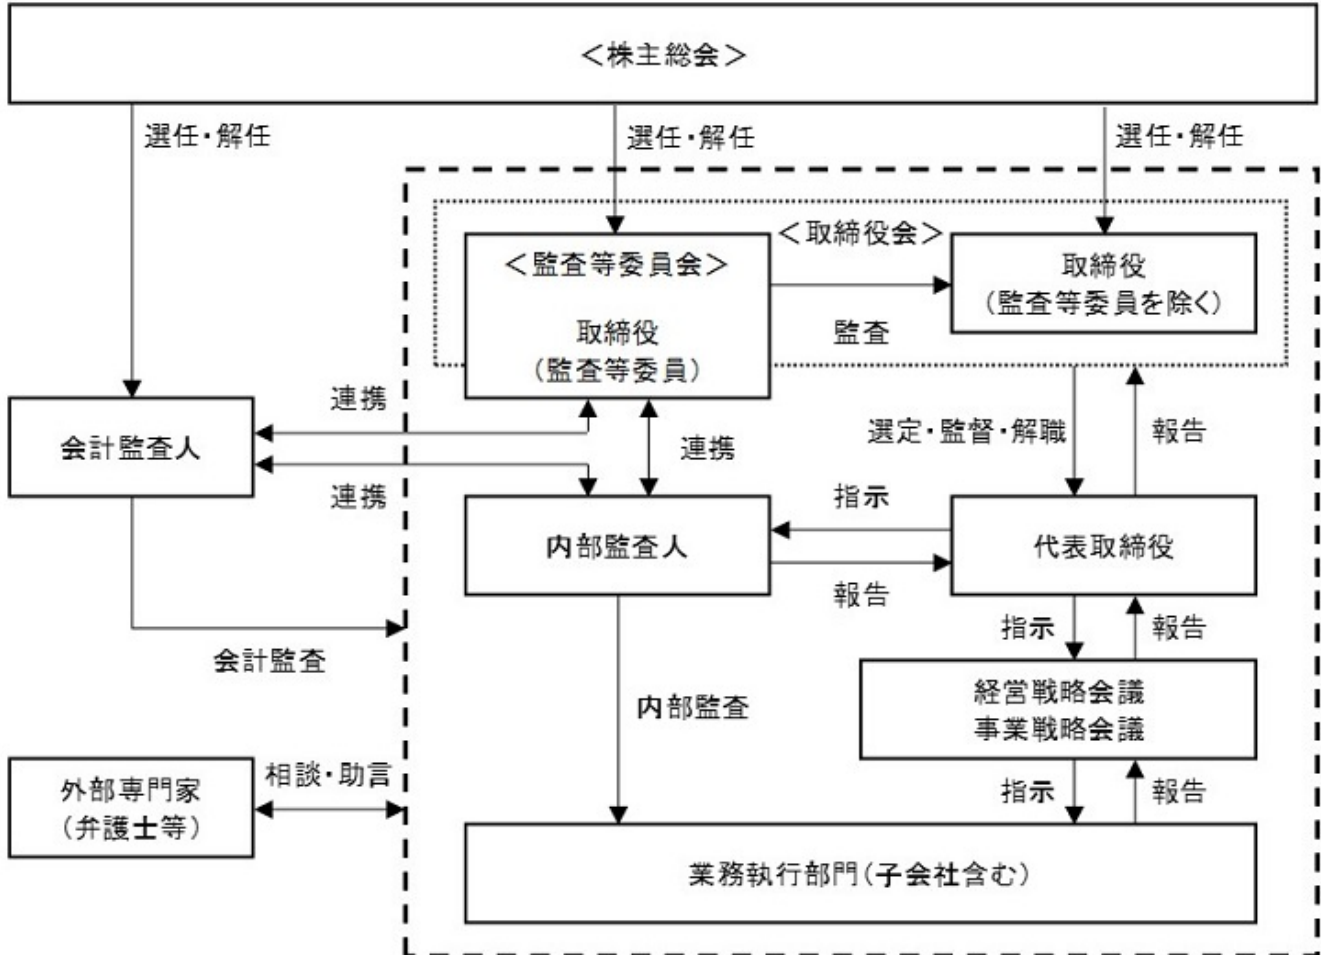 ＜株主総会＞
選任・解任
選任・解任
選任・解任
＜取締役会＞
＜監査等委員会＞
取締役
（監査等委員）
取締役
（監査等委員を除く）
監査
連携
会計監査人
連携
連携
選定・監督・解職
報告
指示
内部監査人
代表取締役
報告
会計監査
指示
報告
内部監査
経営戦略会議
事業戦略会議
外部専門家
（弁護士等）
相談・助言
指示
報告
業務執行部門（子会社含む）